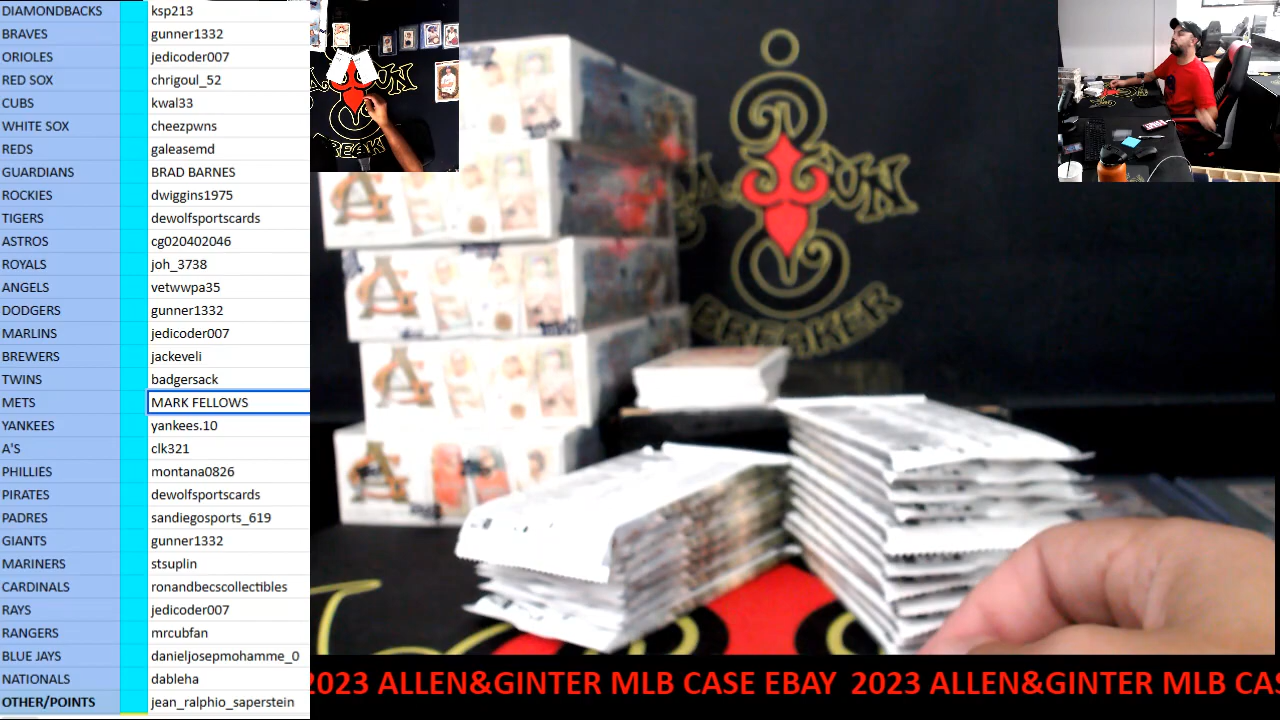 DIAMONDBACKS ksp213
BRAVES gunner1332
ORIOLES jedicoder007
RED SOX chrigoul_52
CUBS kwal33
WHITE SOX cheezpwns
REDS galeasemd
GUARDIANS BRAD BARNES
ROCKIES dwiggins1975
TIGERS dewolfsportscards
ASTROS cg020402046
ROYALS joh_3738
ANGELS vetwwpa35
DODGERS gunner1332
MARLINS jedicoder007
BREWERS jackeveli
TWINS badgersack
METS MARK FELLOWS
YANKEES yankees.10
A'S clk321
PHILLIES montana0826
PIRATES dewolfsportscards
PADRES sandiegosports_619
GIANTS gunner1332
MARINERS stsuplin
CARDINALS ronandbecscollectibles
RAYS jedicoder007
RANGERS mrcubfan
BLUE JAYS danieljosepmohamme_0
NATIONALS dableha
OTHER/POINTS jean_ralphio_saperstein
BREAKER
2023 ALLEN&GINTER MLB CASE EBAY 2023 ALLEN&GINTER MLB CAS